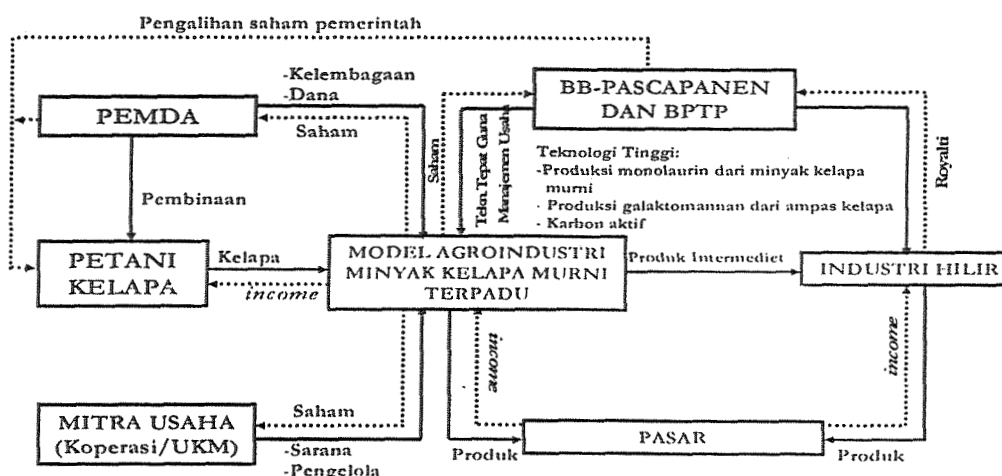 Pengalihan saham pemerintah
-Kelembagaan
-Dana
PEMDA
Saham
BB-PASCAPANEN
DAN BPTP
Saham
Tekn.Tepat Guna
Manajemen Usaha
Teknologi Tinggi:
-Produksi monolaurin dari minyak kelapa
murni
- Produksi galaktomannan dari ampas kelapa
- Karbon aktif
Royalti
Pembinaan
PETANI
KELAPA
Kelapa
income
MODEL AGROINDUSTRI
MINYAK KELAPA MURNI
TERPADU
Produk Intermediet
INDUSTRI HILIR
income
income
MITRA USAHA
(Koperasi/UKM)
Saham
-Sarana
-Pengelola
Produk
PASAR
Produk